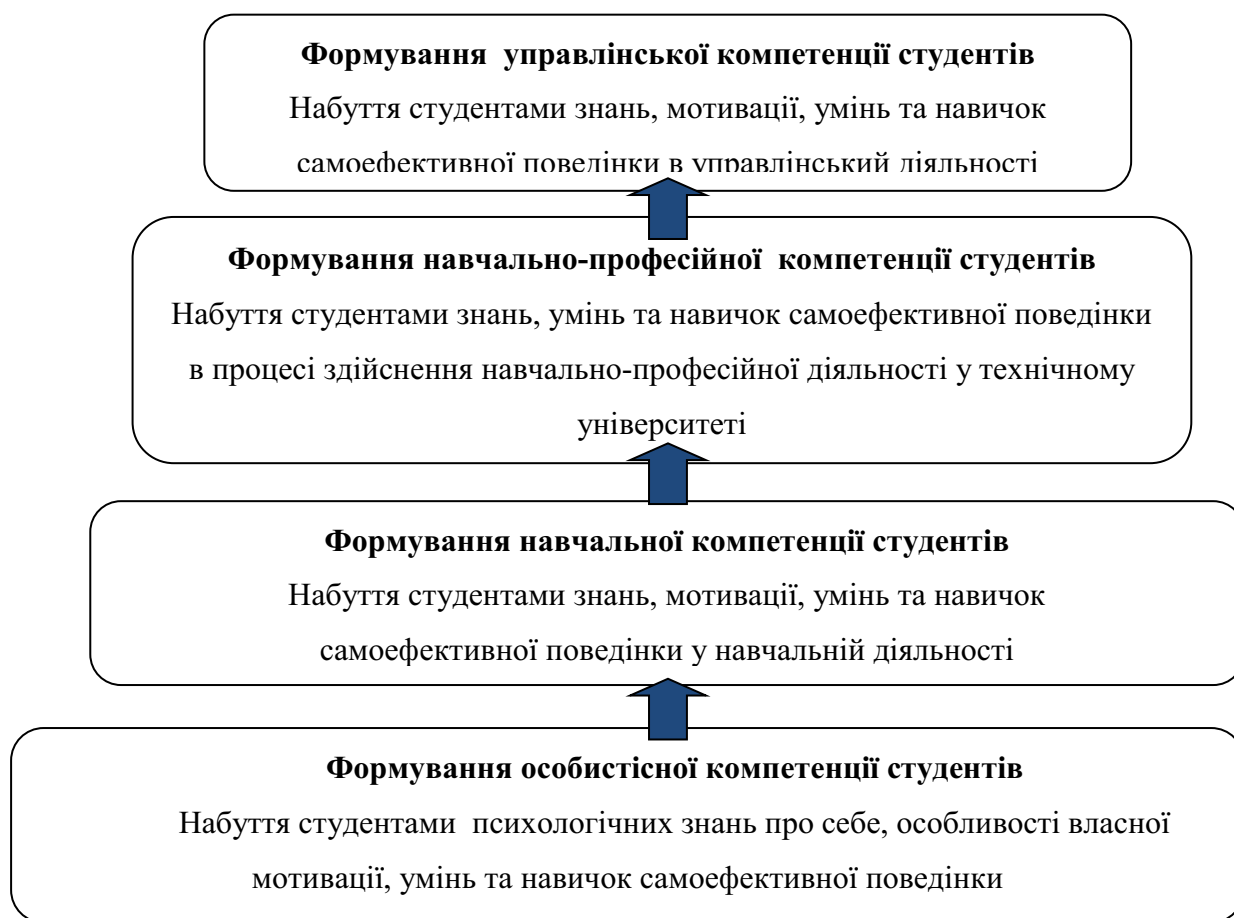 Формування управлінської компетенції студентів
Набуття студентами знань, мотивації, умінь та навичок
самоефективної поведінки в управлінський діяльності
Формування навчально-професійної компетенції студентів
Набуття студентами знань, умінь та навичок самоефективної поведінки
в процесі здійснення навчально-професійної діяльності у технічному
університеті
Формування навчальної компетенції студентів
Набуття студентами знань, мотивації, умінь та навичок
самоефективної поведінки у навчальній діяльності
Формування особистісної компетенції студентів
Набуття студентами психологічних знань про себе, особливості власної
мотивації, умінь та навичок самоефективної поведінки